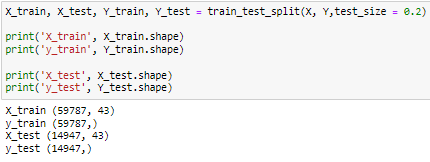 X_train, X_test, Y_train, Y_test = train_test_split(X, Y,test_size = 0.2)
print('X_train', X_train.shape)
print('y_train', Y_train.shape)
print('X_test', X_test.shape)
print('y_test', Y_test.shape)
X_train (59787, 43)
y_train (59787,)
X_test (14947, 43)
y_test (14947,)